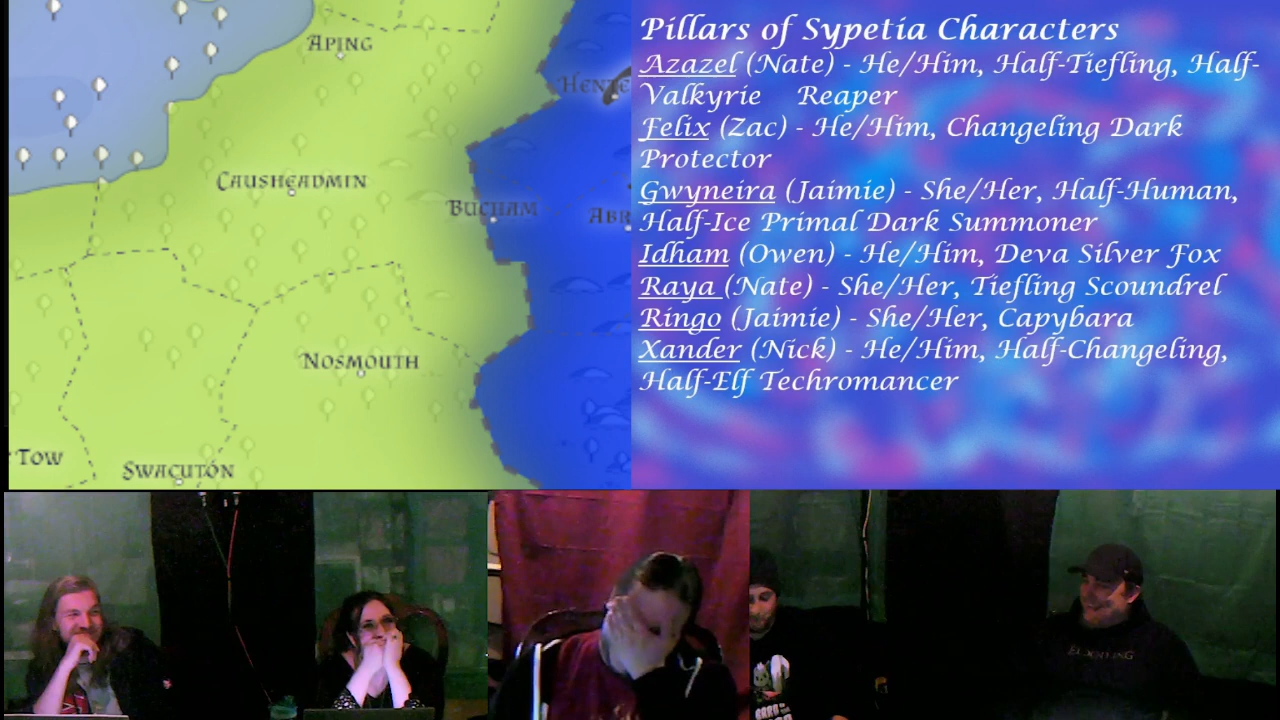 APING
HENTE
CAUSHEADMIN
BUCHAM
ABR
NOSMOUTH
TOW
SWACUTON
Pillars of Sypetia Characters
Azazel (Nate) - He/Him, Half-Tiefling, Half-
Valkyrie Reaper
Felix (Zac) - He/Him, Changeling Dark
Protector
Gwyneira (Jaimie) - She/Her, Half-Human,
Half-Ice Primal Dark Summoner
Idham (Owen) - He/Him, Deva Silver Fox
Raya (Nate) - She/Her, Tiefling Scoundrel
Ringo (Jaimie) - She/Her, Capybara
Xander (Nick) - He/Him, Half-Changeling,
Half-Elf Techromancer